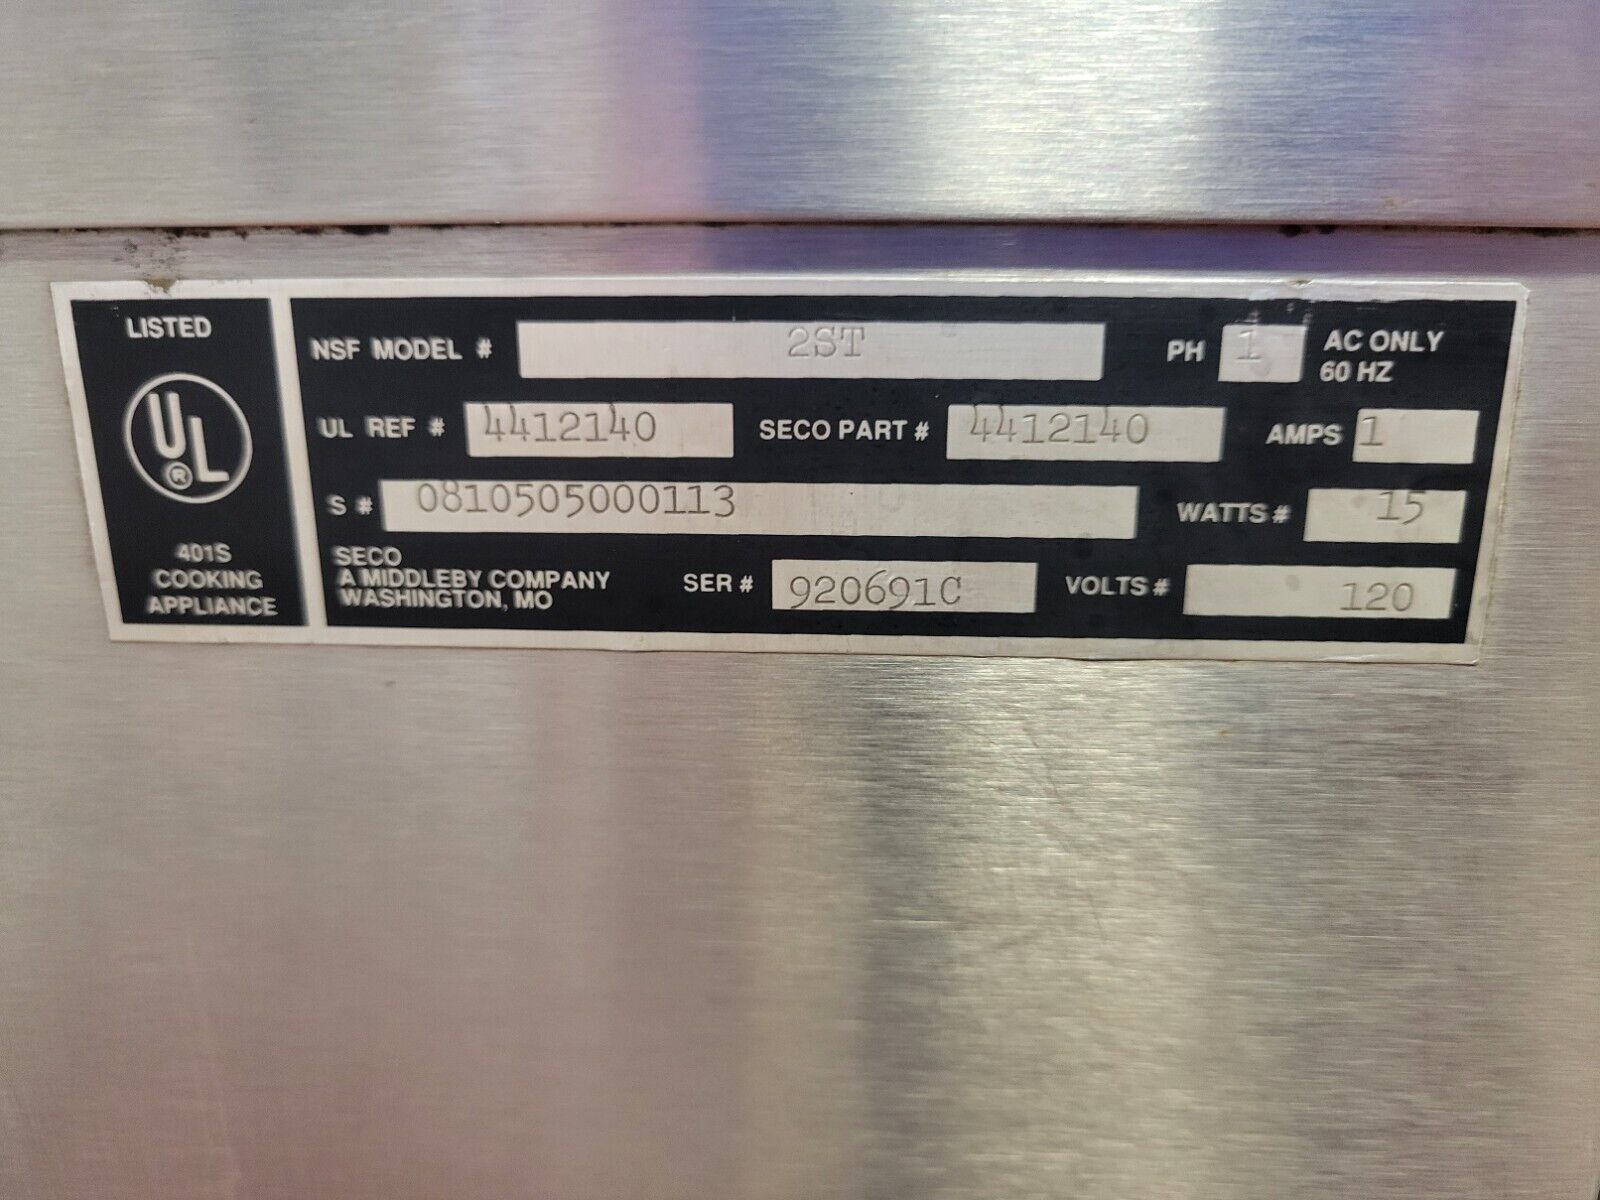 LISTED
UL
®
401S
COOKING
APPLIANCE
NSF MODEL # 2ST PH 1 AC ONLY
60 HZ
UL REF # 4412140 SECO PART # 4412140 AMPS 1
S # 0810505000113 WATTS # 15
SECO
A MIDDLEBY COMPANY
WASHINGTON, MO
SER # 920691C VOLTS # 120